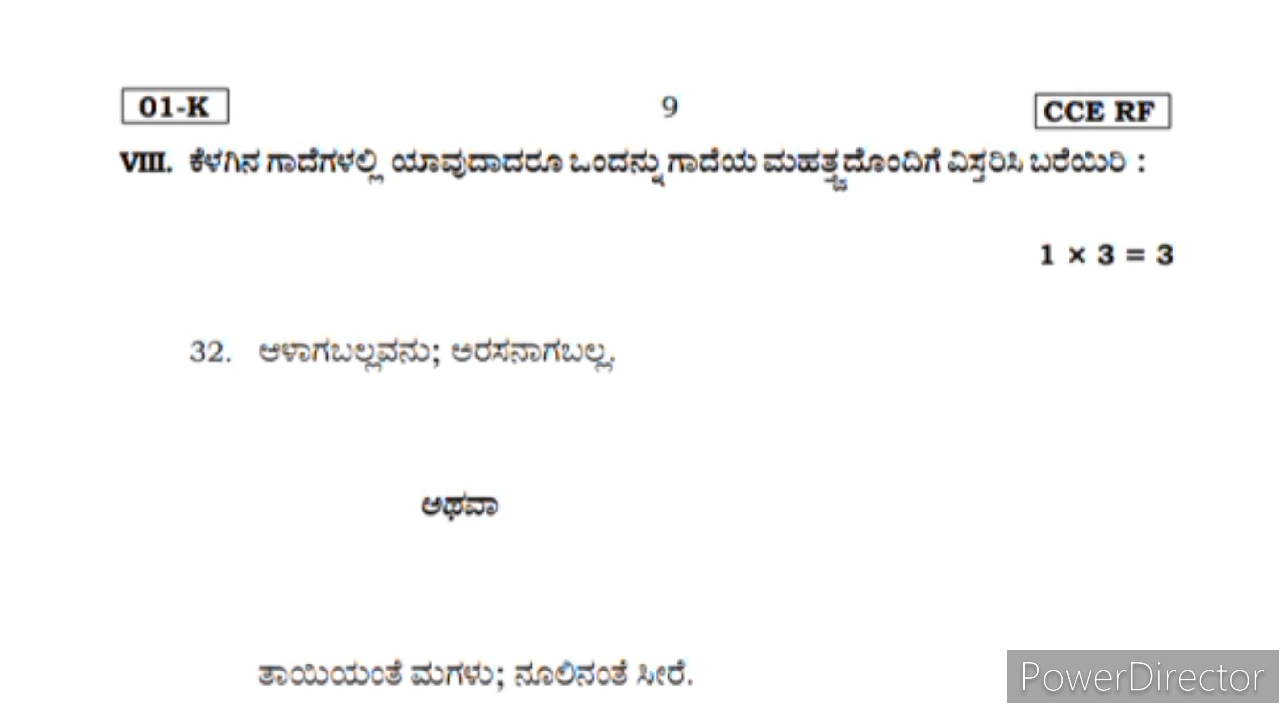 01-K 9 CCE RF
VIII. ಕೆಳಗಿನ ಗಾದೆಗಳಲ್ಲಿ ಯಾವುದಾದರೂ ಒಂದನ್ನು ಗಾದೆಯ ಮಹತ್ತ್ವದೊಂದಿಗೆ ವಿಸ್ತರಿಸಿ ಬರೆಯಿರಿ :
1 × 3 = 3
32. ಆಳಾಗಬಲ್ಲವನು; ಅರಸನಾಗಬಲ್ಲ.
ಅಥವಾ
ತಾಯಿಯಂತೆ ಮಗಳು; ನೂಲಿನಂತೆ ಸೀರೆ.
PowerDirector